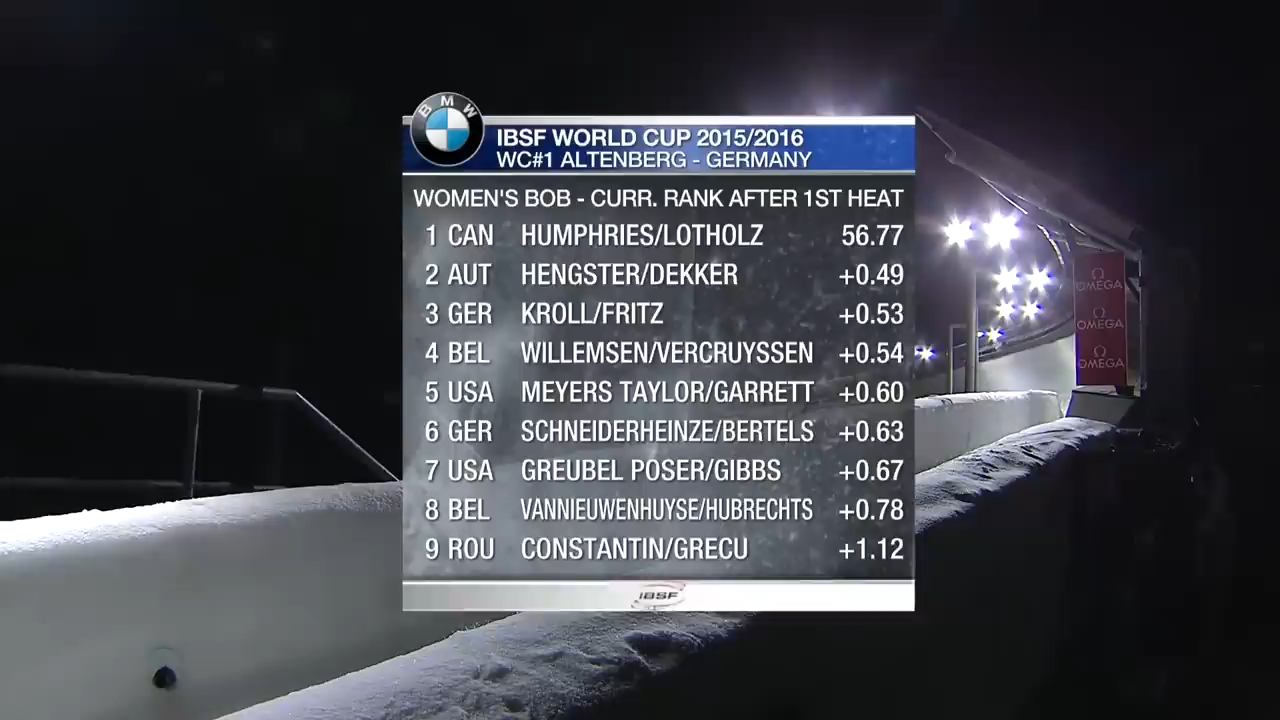 BMW
IBSF WORLD CUP 2015/2016
WC#1 ALTENBERG - GERMANY
WOMEN'S BOB - CURR. RANK AFTER 1ST HEAT
1 CAN HUMPHRIES/LOTHOLZ 56.77
2 AUT HENGSTER/DEKKER +0.49
3 GER KROLL/FRITZ +0.53
4 BEL WILLEMSEN/VERCRUYSSEN +0.54
5 USA MEYERS TAYLOR/GARRETT +0.60
6 GER SCHNEIDERHEINZE/BERTELS +0.63
7 USA GREUBEL POSER/GIBBS +0.67
8 BEL VANNIEUWENHUYSE/HUBRECHTS +0.78
9 ROU CONSTANTIN/GRECU +1.12
IBSF
Ω
OMEGA
Ω
OMEGA
Ω
OMEGA